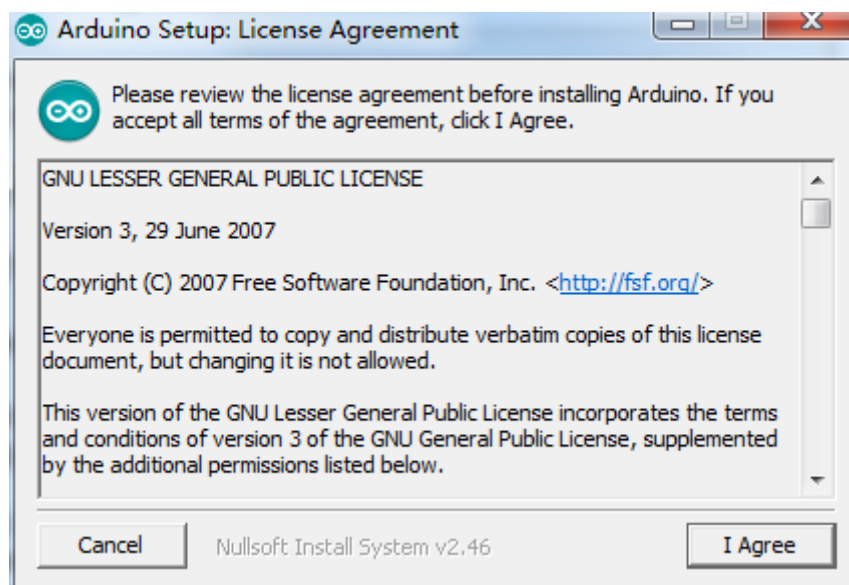 Arduino Setup: License Agreement
Please review the license agreement before installing Arduino. If you
accept all terms of the agreement, click I Agree.
GNU LESSER GENERAL PUBLIC LICENSE
Version 3, 29 June 2007
Copyright (C) 2007 Free Software Foundation, Inc. <http://fsf.org/>
Everyone is permitted to copy and distribute verbatim copies of this license
document, but changing it is not allowed.
This version of the GNU Lesser General Public License incorporates the terms
and conditions of version 3 of the GNU General Public License, supplemented
by the additional permissions listed below.
Cancel
Nullsoft Install System v2.46
I Agree